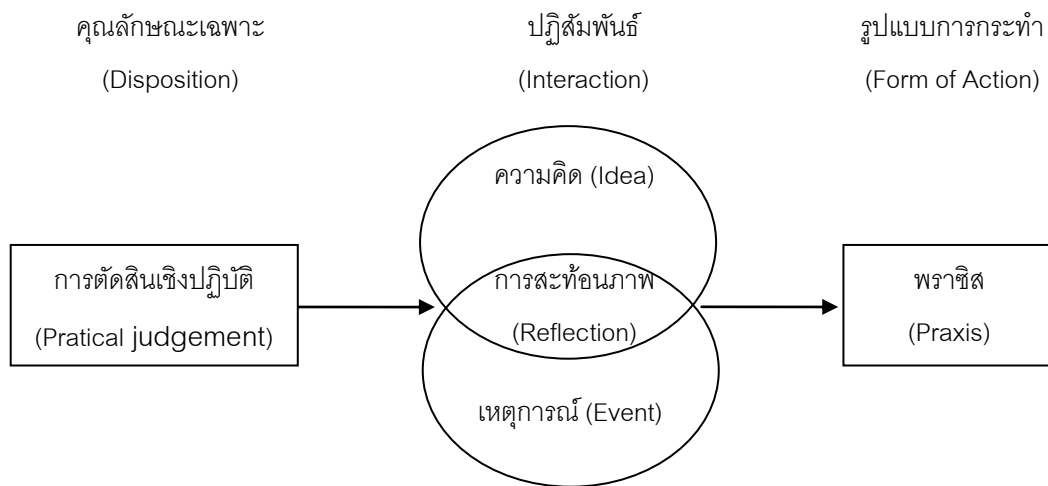 คุณลักษณะเฉพาะ
(Disposition)
ปฏิสัมพันธ์
(Interaction)
รูปแบบการกระทำ
(Form of Action)
ความคิด (Idea)
การตัดสินเชิงปฏิบัติ
(Pratical judgement)
การสะท้อนภาพ
(Reflection)
พราซิส
(Praxis)
เหตุการณ์ (Event)